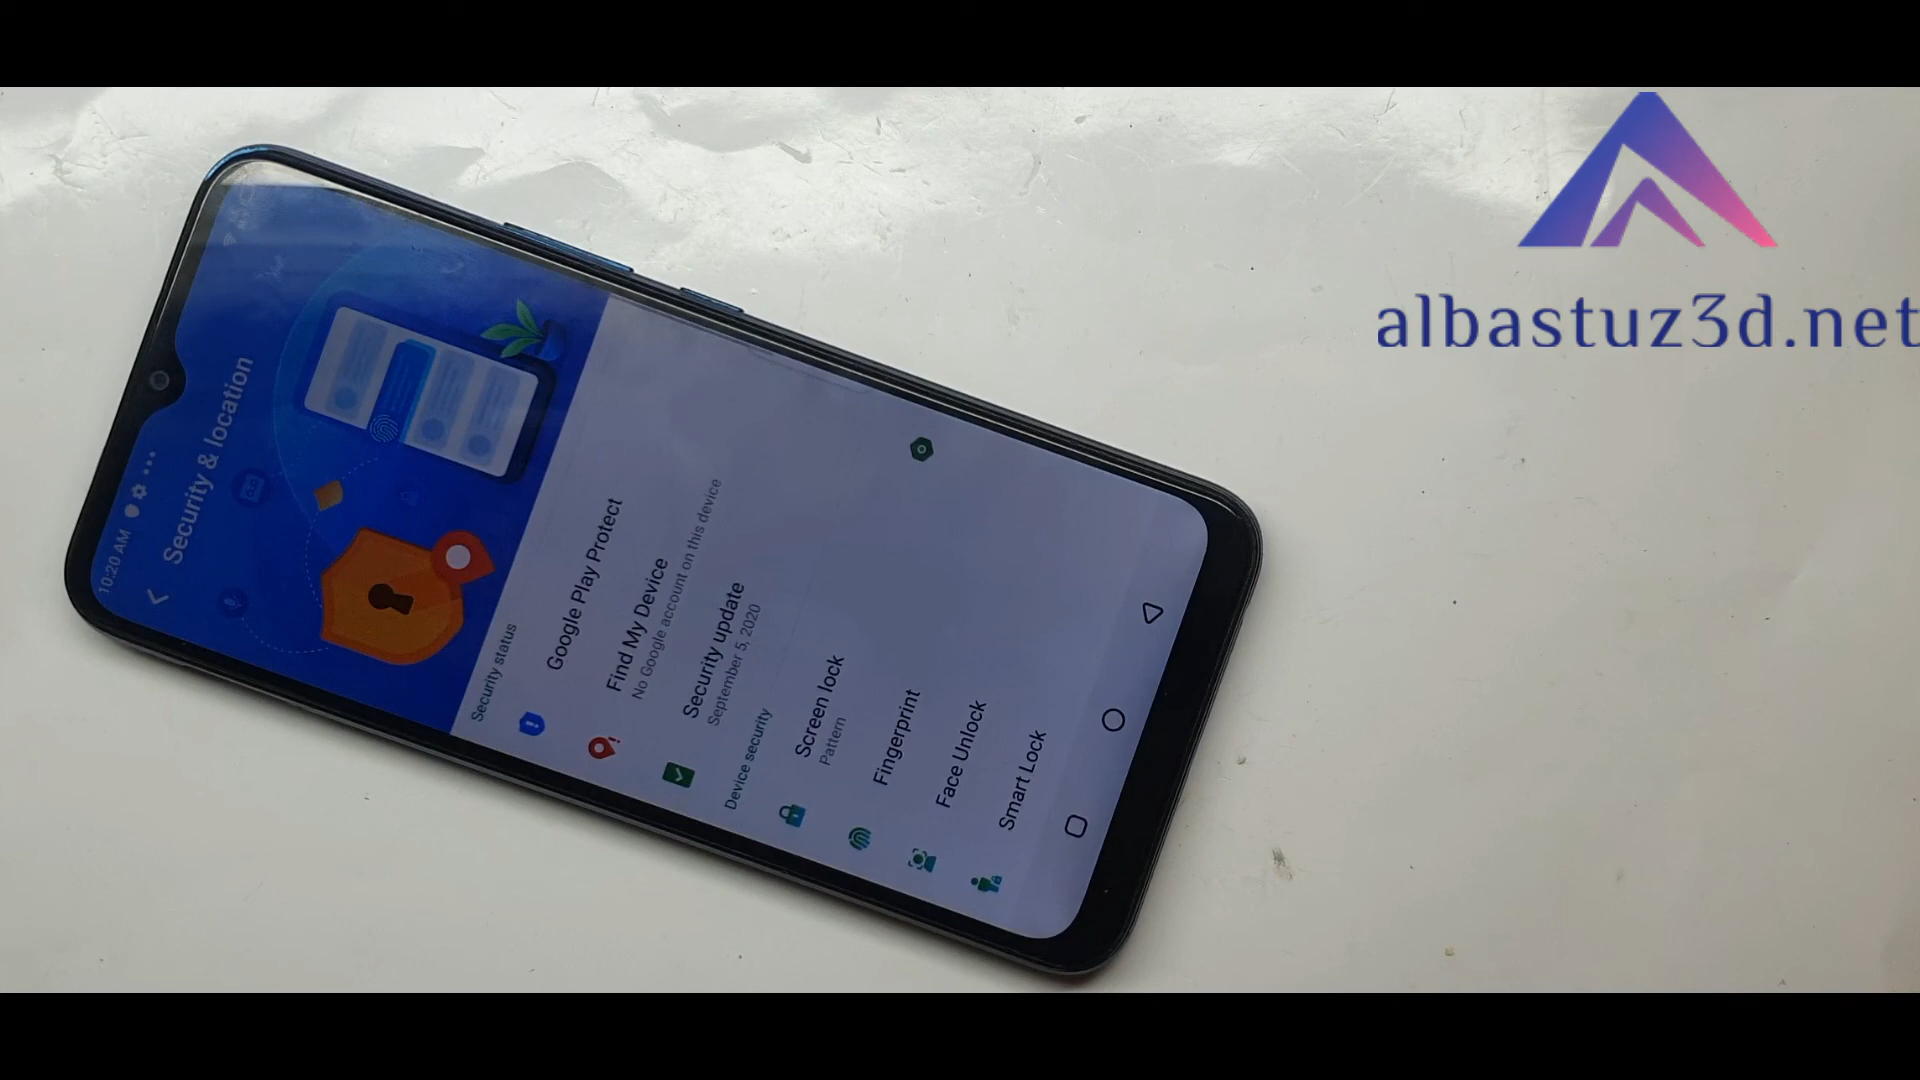 albastuz3d.net
10:20 AM
Security & location
Security status
Google Play Protect
Find My Device
No Google account on this device
Security update
September 5, 2020
Device security
Screen lock
Pattern
Fingerprint
Face Unlock
Smart Lock